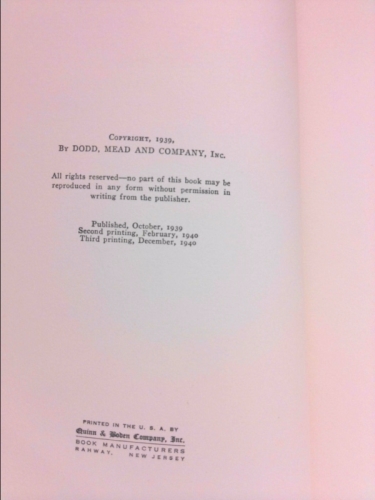 COPYRIGHT, 1939,
BY DODD, MEAD AND COMPANY, INC.
All rights reserved—no part of this book may be
reproduced in any form without permission in
writing from the publisher.
Published, October, 1939
Second printing, February, 1940
Third printing, December, 1940
PRINTED IN THE U. S. A. BY
Quinn & Boden Company, Inc.
BOOK MANUFACTURERS
RAHWAY, NEW JERSEY